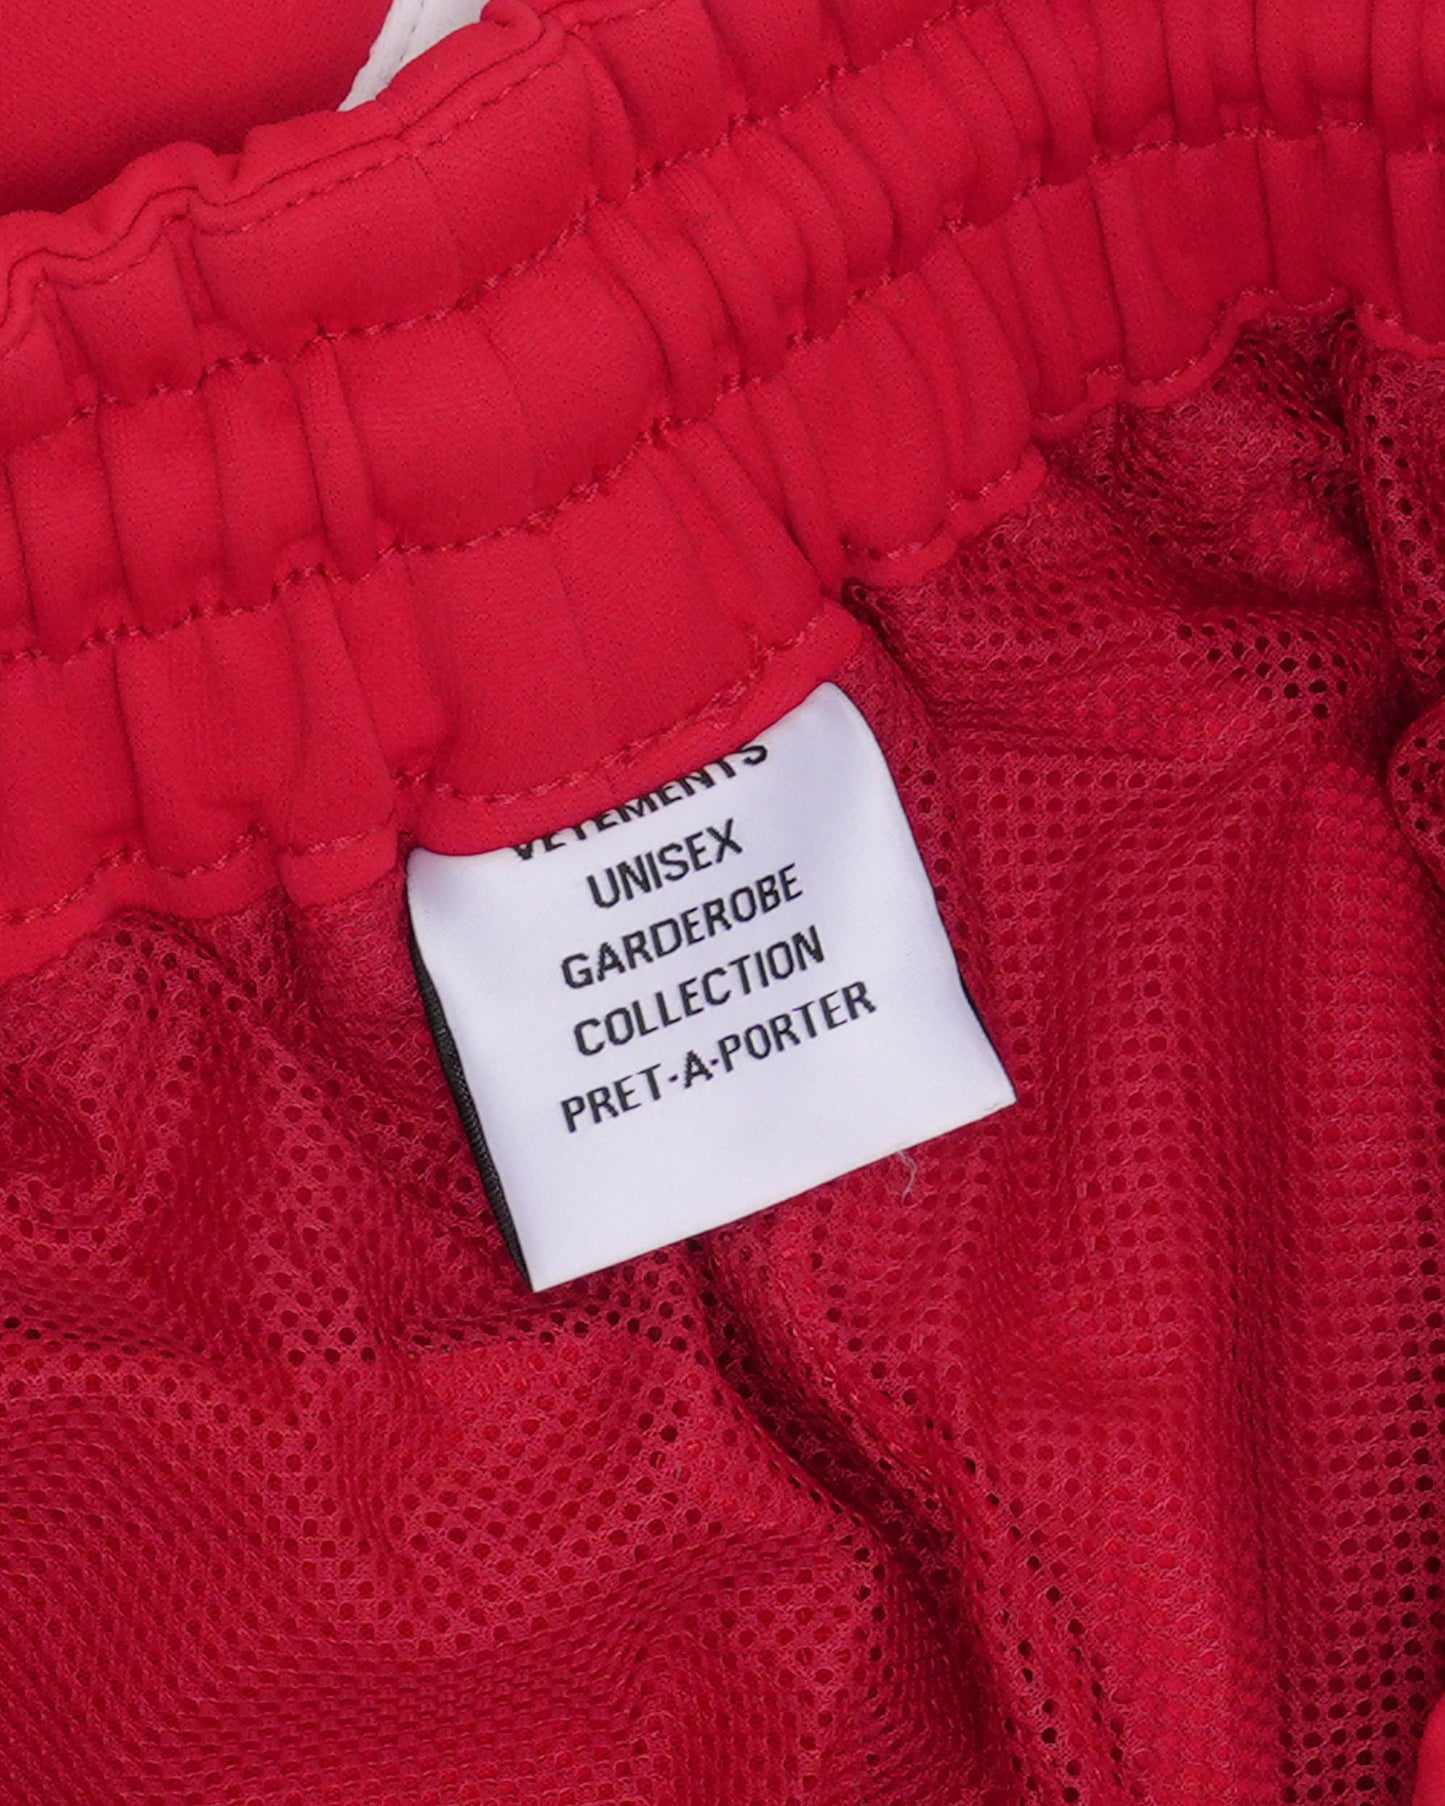 VETEMENTS
UNISEX
GARDEROBE
COLLECTION
PRET-A-PORTER